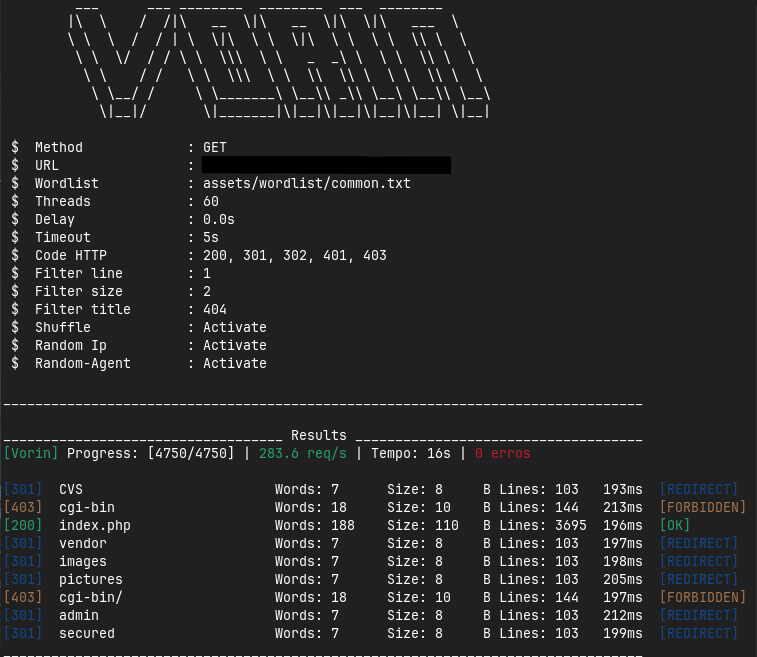 $ Method : GET
$ URL :
$ Wordlist : assets/wordlist/common.txt
$ Threads : 60
$ Delay : 0.0s
$ Timeout : 5s
$ Code HTTP : 200, 301, 302, 401, 403
$ Filter line : 1
$ Filter size : 2
$ Filter title : 404
$ Shuffle : Activate
$ Random Ip : Activate
$ Random-Agent : Activate
Results
[Vorin] Progress: [4750/4750] | 283.6 req/s | Tempo: 16s | 0 erros
[301] CVS Words: 7 Size: 8 B Lines: 103 193ms [REDIRECT]
[403] cgi-bin Words: 18 Size: 10 B Lines: 144 213ms [FORBIDDEN]
[200] index.php Words: 188 Size: 110 B Lines: 3695 196ms [OK]
[301] vendor Words: 7 Size: 8 B Lines: 103 197ms [REDIRECT]
[301] images Words: 7 Size: 8 B Lines: 103 198ms [REDIRECT]
[301] pictures Words: 7 Size: 8 B Lines: 103 205ms [REDIRECT]
[403] cgi-bin/ Words: 18 Size: 10 B Lines: 144 197ms [FORBIDDEN]
[301] admin Words: 7 Size: 8 B Lines: 103 212ms [REDIRECT]
[301] secured Words: 7 Size: 8 B Lines: 103 199ms [REDIRECT]